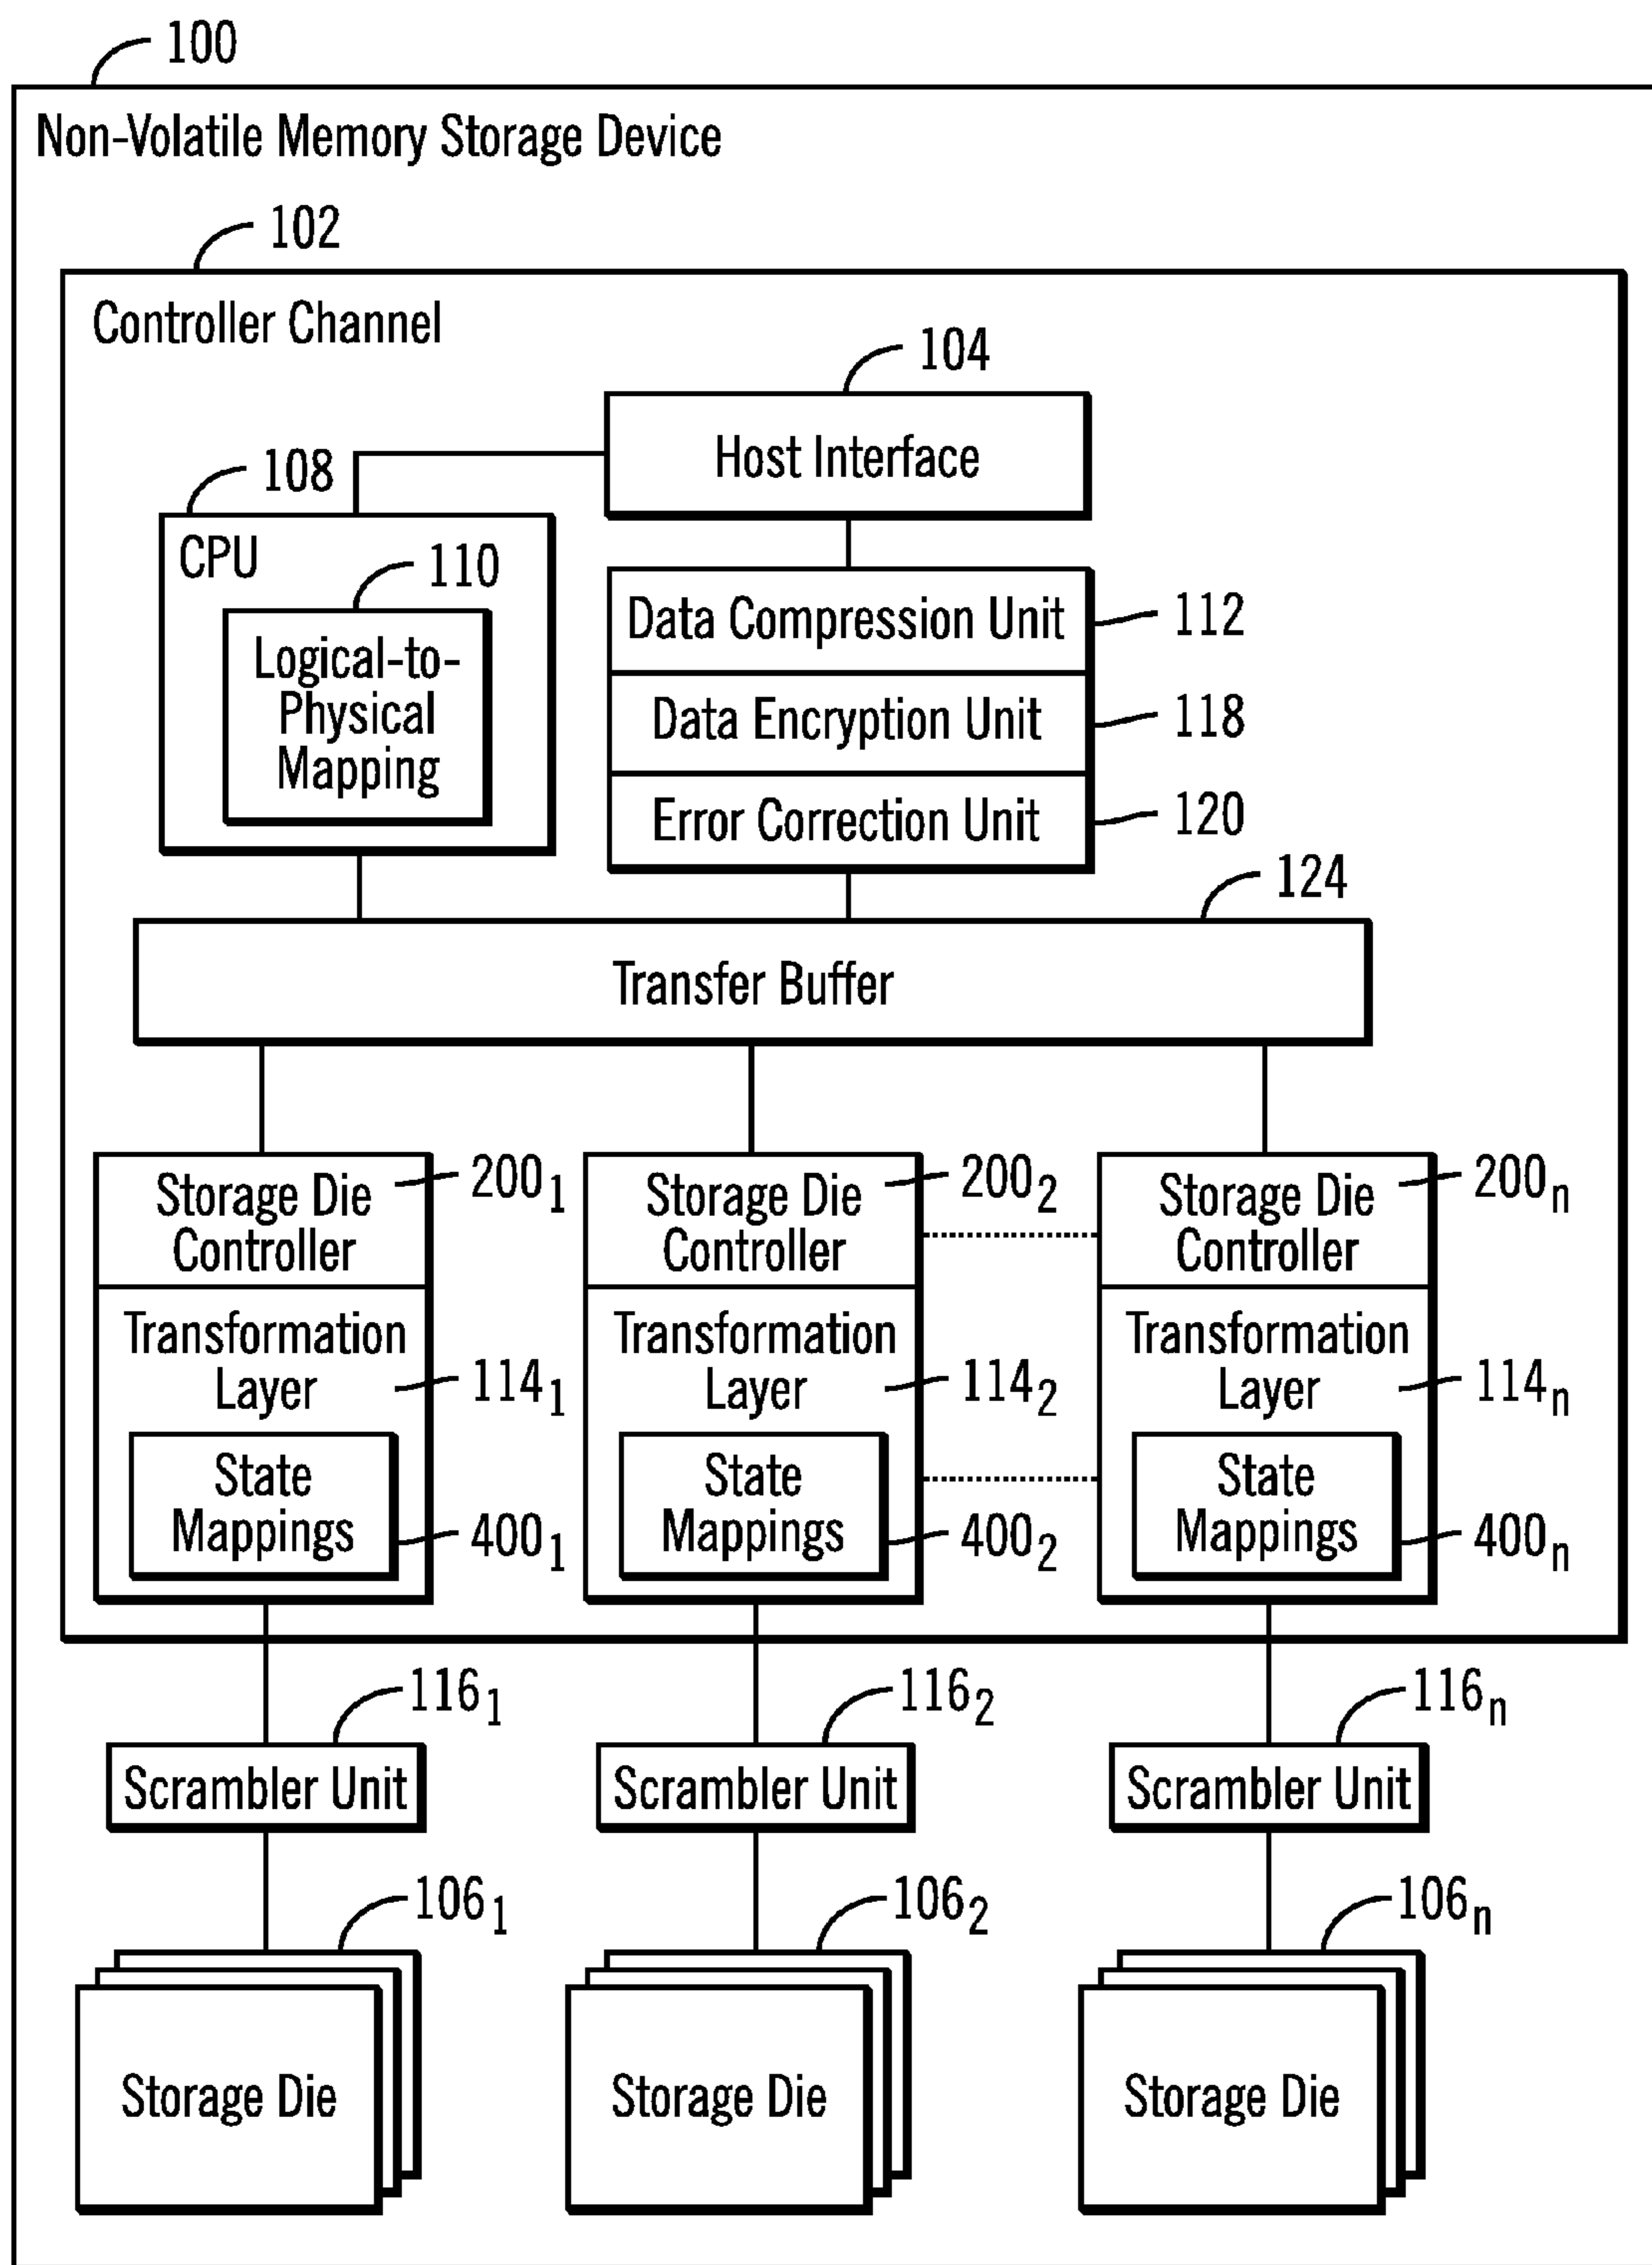 100
Non-Volatile Memory Storage Device
102
Controller Channel
104
Host Interface
108
CPU
110
Logical-to-
Physical
Mapping
Data Compression Unit
112
Data Encryption Unit
118
Error Correction Unit
120
124
Transfer Buffer
Storage Die
Controller
200₁
Storage Die
Controller
200₂
Storage Die
Controller
200ₙ
Transformation
Layer
114₁
Transformation
Layer
114₂
Transformation
Layer
114ₙ
State
Mappings
400₁
State
Mappings
400₂
State
Mappings
400ₙ
116₁
116₂
116ₙ
Scrambler Unit
Scrambler Unit
Scrambler Unit
106₁
106₂
106ₙ
Storage Die
Storage Die
Storage Die